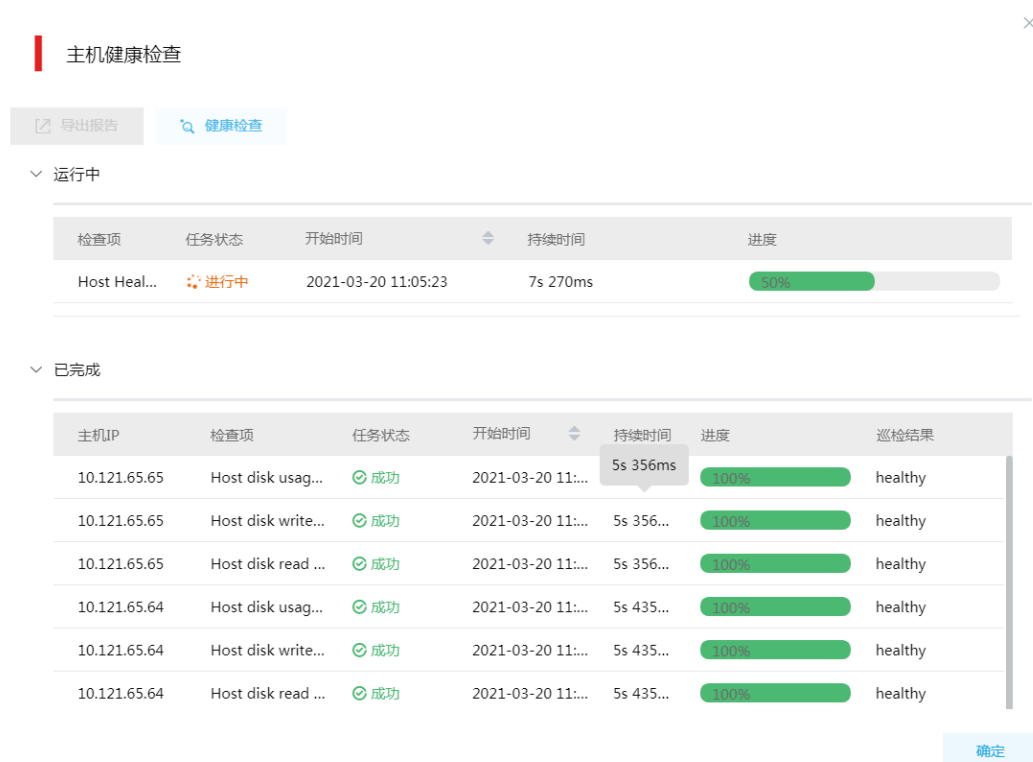 主机健康检查
导出报告 健康检查
运行中
检查项 任务状态 开始时间 持续时间 进度
Host Heal... 进行中 2021-03-20 11:05:23 7s 270ms 50%
已完成
主机IP 检查项 任务状态 开始时间 持续时间 进度 巡检结果
5s 356ms
10.121.65.65 Host disk usag... 成功 2021-03-20 11:... 100% healthy
10.121.65.65 Host disk write... 成功 2021-03-20 11:... 5s 356... 100% healthy
10.121.65.65 Host disk read ... 成功 2021-03-20 11:... 5s 356... 100% healthy
10.121.65.64 Host disk usag... 成功 2021-03-20 11:... 5s 435... 100% healthy
10.121.65.64 Host disk write... 成功 2021-03-20 11:... 5s 435... 100% healthy
10.121.65.64 Host disk read ... 成功 2021-03-20 11:... 5s 435... 100% healthy
确定